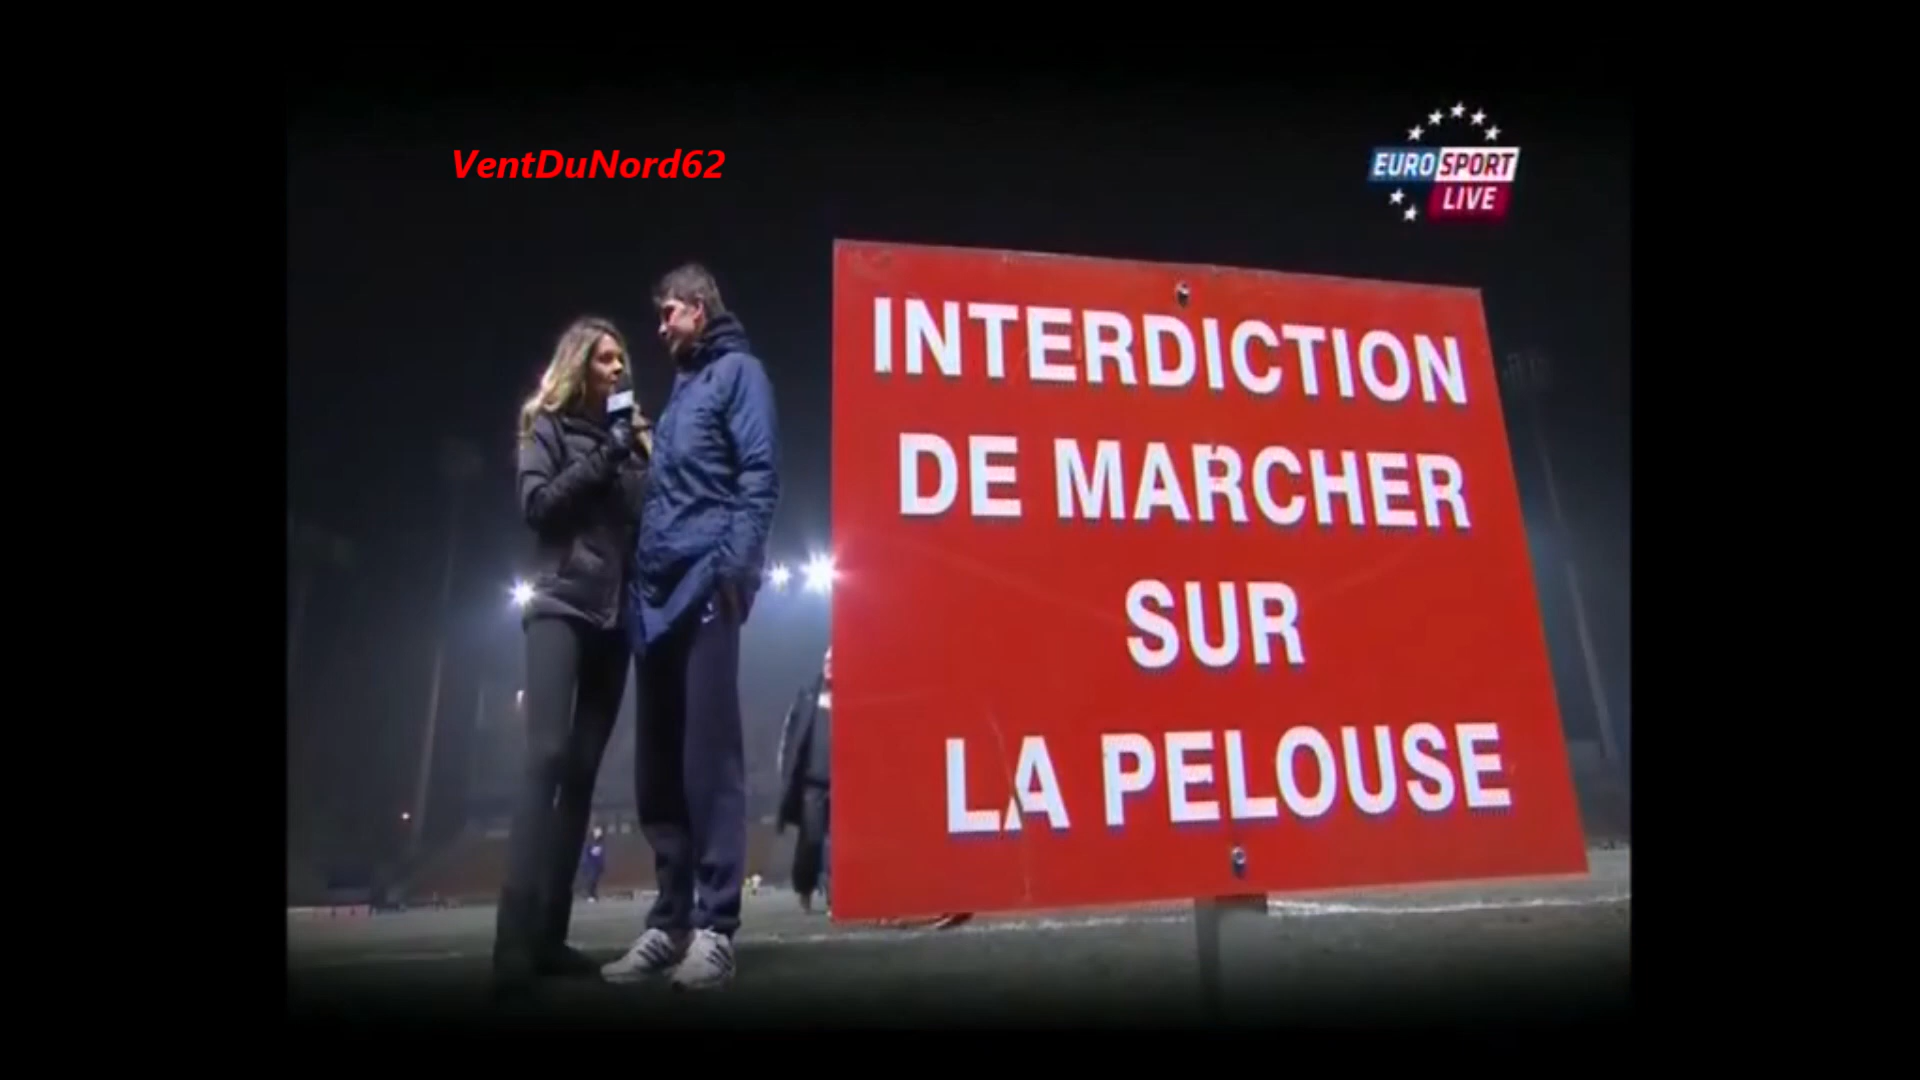 VentDuNord62
EUROSPORT
LIVE
INTERDICTION
DE MARCHER
SUR
LA PELOUSE